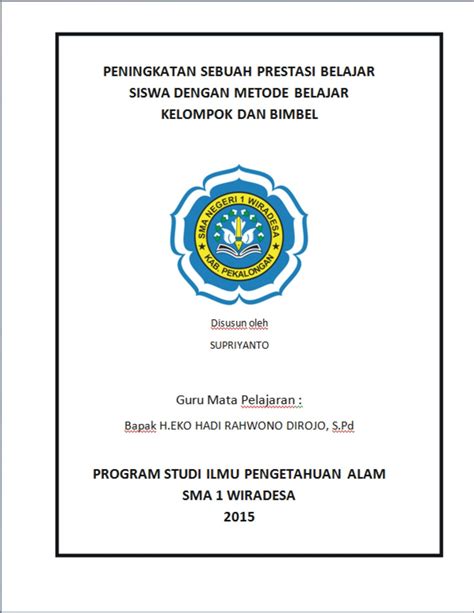 PENINGKATAN SEBUAH PRESTASI BELAJAR
SISWA DENGAN METODE BELAJAR
KELOMPOK DAN BIMBEL
SMA NEGERI 1 WIRADESA
KAB. PEKALONGAN
Disusun oleh
SUPRIYANTO
Guru Mata Pelajaran :
Bapak H.EKO HADI RAHWONO DIROJO, S.Pd
PROGRAM STUDI ILMU PENGETAHUAN ALAM
SMA 1 WIRADESA
2015